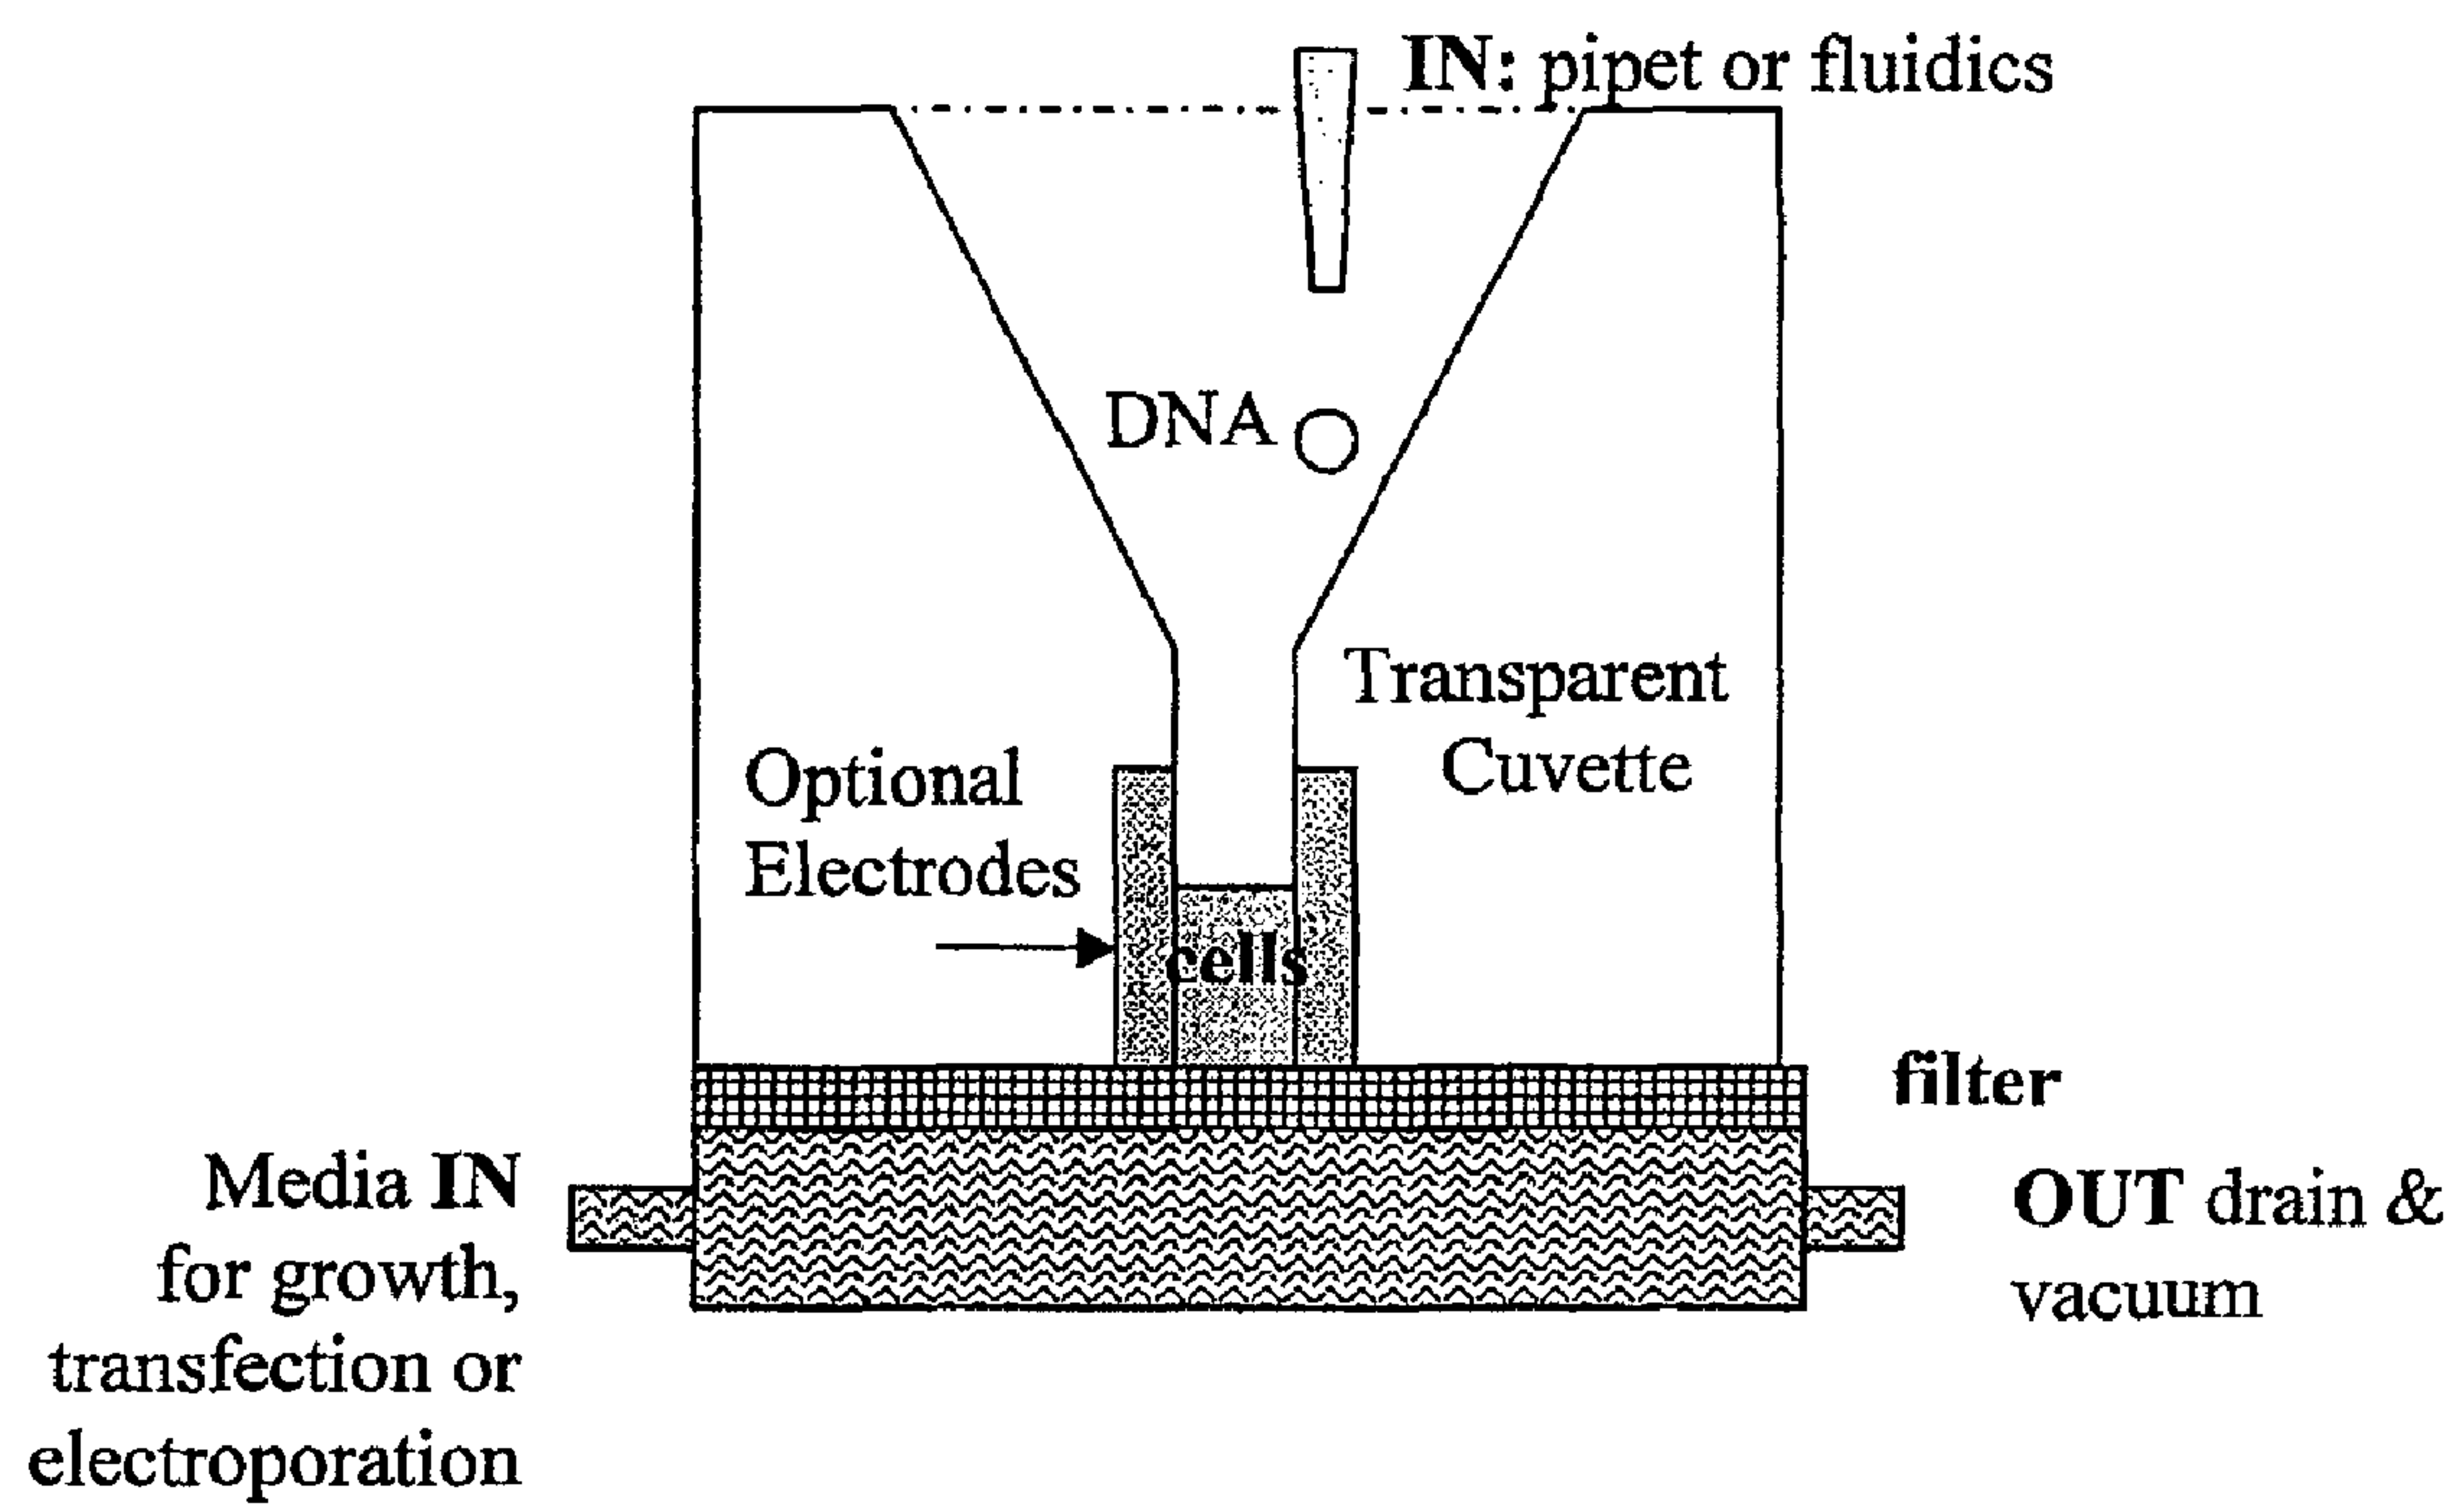 IN: pipet or fluidics
DNA
Transparent
Cuvette
Optional
Electrodes
cells
filter
Media IN
for growth,
transfection or
electroporation
OUT drain &
vacuum